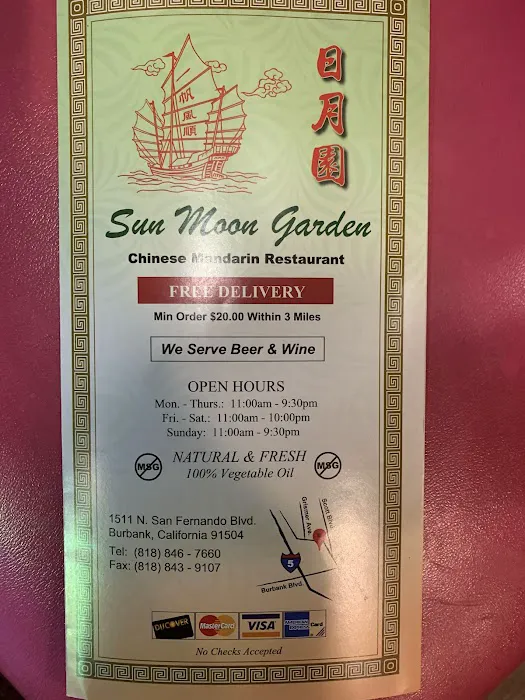 日月園
一帆風順
Sun Moon Garden
Chinese Mandarin Restaurant
FREE DELIVERY
Min Order $20.00 Within 3 Miles
We Serve Beer & Wine
OPEN HOURS
Mon. - Thurs.: 11:00am - 9:30pm
Fri. - Sat.: 11:00am - 10:00pm
Sunday: 11:00am - 9:30pm
MSG
NATURAL & FRESH
100% Vegetable Oil
MSG
1511 N. San Fernando Blvd.
Burbank, California 91504
Tel: (818) 846 - 7660
Fax: (818) 843 - 9107
Scott Blvd.
5
Burbank Blvd.
DISCOVER
MasterCard
VISA
AMERICAN EXPRESS
Card
No Checks Accepted